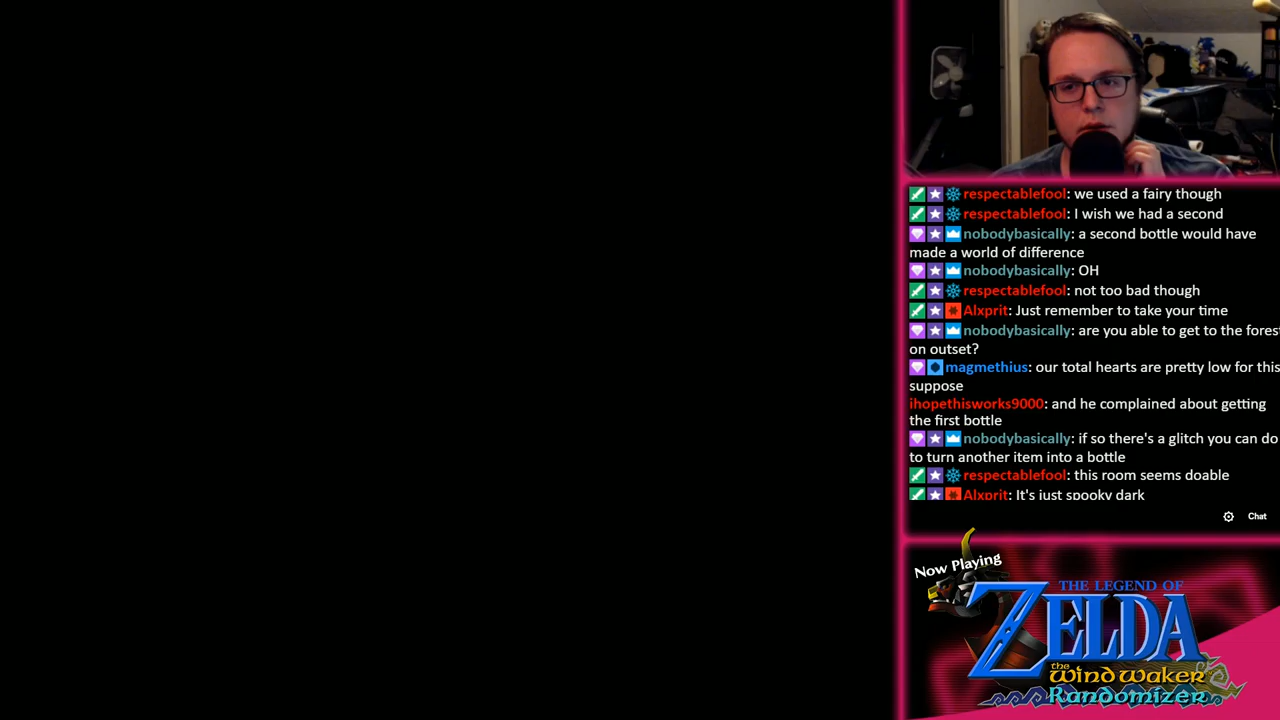 respectablefool: we used a fairy though
respectablefool: I wish we had a second
nobodybasically: a second bottle would have
made a world of difference
nobodybasically: OH
respectablefool: not too bad though
Alxprit: Just remember to take your time
nobodybasically: are you able to get to the forest
on outset?
magmethius: our total hearts are pretty low for this
suppose
ihopethisworks9000: and he complained about getting
the first bottle
nobodybasically: if so there's a glitch you can do
to turn another item into a bottle
respectablefool: this room seems doable
Alxprit: It's just spooky dark
Chat
Now Playing
THE LEGEND OF
ZELDA
the
Wind Waker
Randomizer